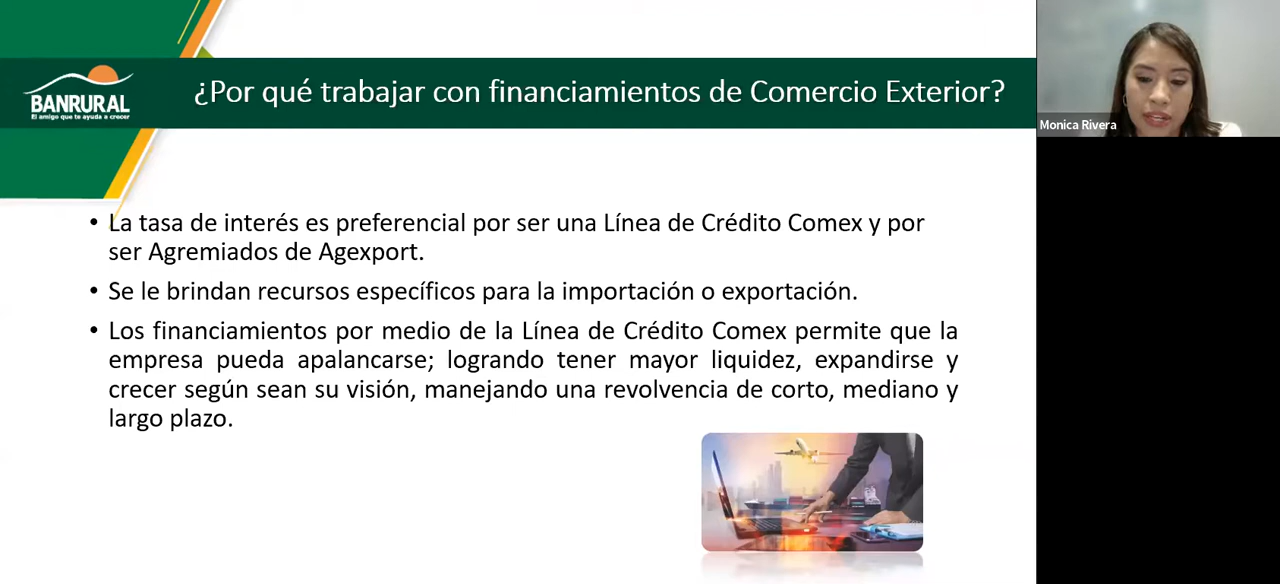 BANRURAL
El amigo que te ayuda a crecer
¿Por qué trabajar con financiamientos de Comercio Exterior?
Monica Rivera
• La tasa de interés es preferencial por ser una Línea de Crédito Comex y por
ser Agremiados de Agexport.
• Se le brindan recursos específicos para la importación o exportación.
• Los financiamientos por medio de la Línea de Crédito Comex permite que la
empresa pueda apalancarse; logrando tener mayor liquidez, expandirse y
crecer según sean su visión, manejando una revolvencia de corto, mediano y
largo plazo.